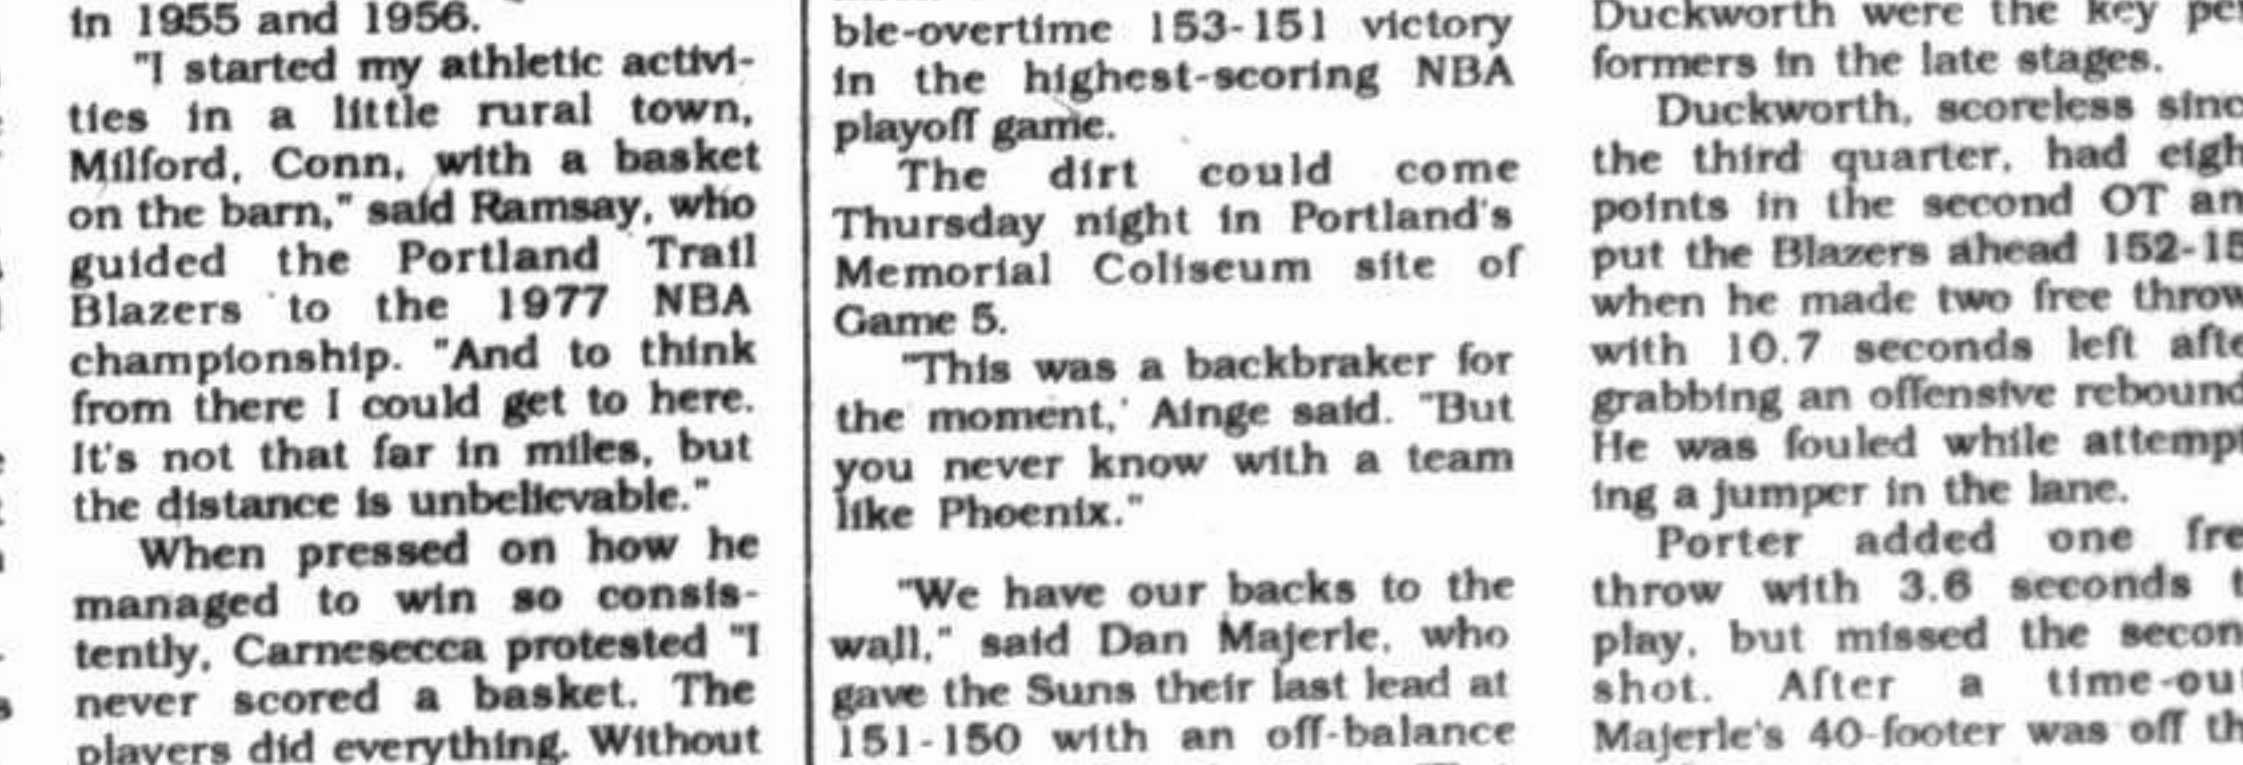 in 1955 and 1956.
"I started my athletic activi-
ties in a little rural town,
Milford, Conn, with a basket
on the barn," said Ramsay, who
guided the Portland Trail
Blazers to the 1977 NBA
championship. "And to think
from there I could get to here.
It's not that far in miles, but
the distance is unbelievable."
When pressed on how he
managed to win so consis-
tently, Carnesecca protested "I
never scored a basket. The
players did everything. Without
ble-overtime 153-151 victory
in the highest-scoring NBA
playoff game.
The dirt could come
Thursday night in Portland's
Memorial Coliseum site of
Game 5.
"This was a backbraker for
the moment,' Ainge said. "But
you never know with a team
like Phoenix."
"We have our backs to the
wall," said Dan Majerle, who
gave the Suns their last lead at
151-150 with an off-balance
Duckworth were the key per
formers in the late stages.
Duckworth, scoreless sinc
the third quarter, had eigh
points in the second OT an
put the Blazers ahead 152-15
when he made two free throw
with 10.7 seconds left afte
grabbing an offensive rebound
He was fouled while attempt
ing a jumper in the lane.
Porter added one fre
throw with 3.6 seconds t
play, but missed the secon
shot. After a time-out
Majerle's 40-footer was off th